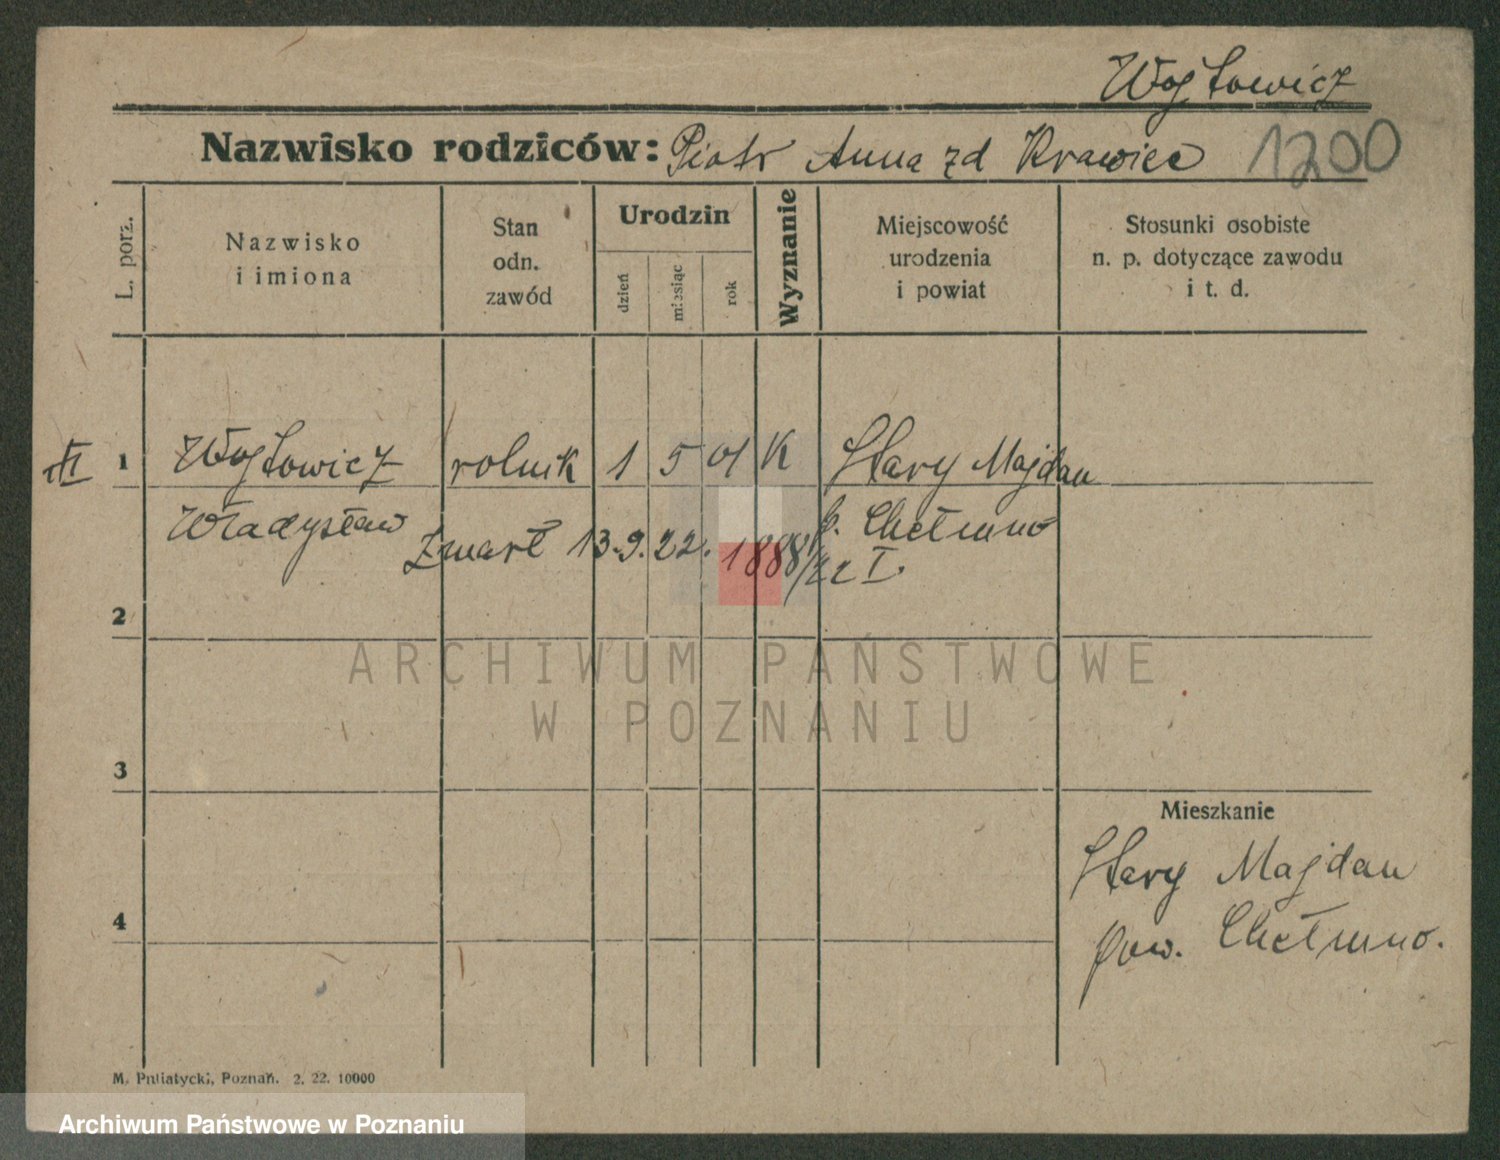 Wojtowicz
Nazwisko rodziców: Piotr Anna zd Krawiec 1200
L. porz.
Nazwisko
i imiona
Stan
odn.
zawód
Urodzin
dzień
miesiąc
rok
Wyznanie
Miejscowość
urodzenia
i powiat
Stosunki osobiste
n. p. dotyczące zawodu
i t. d.
1 Wojtowicz rolnik 1 5 01 K Stary Majdan
Władysław p. Chełmno
Zmarł 13.9.22. 1888/22 I.
2
ARCHIWUM PAŃSTWOWE
W POZNANIU
3
Mieszkanie
Stary Majdan
4
pow. Chełmno.
M. Putiatycki, Poznań. 2. 22. 10000
Archiwum Państwowe w Poznaniu